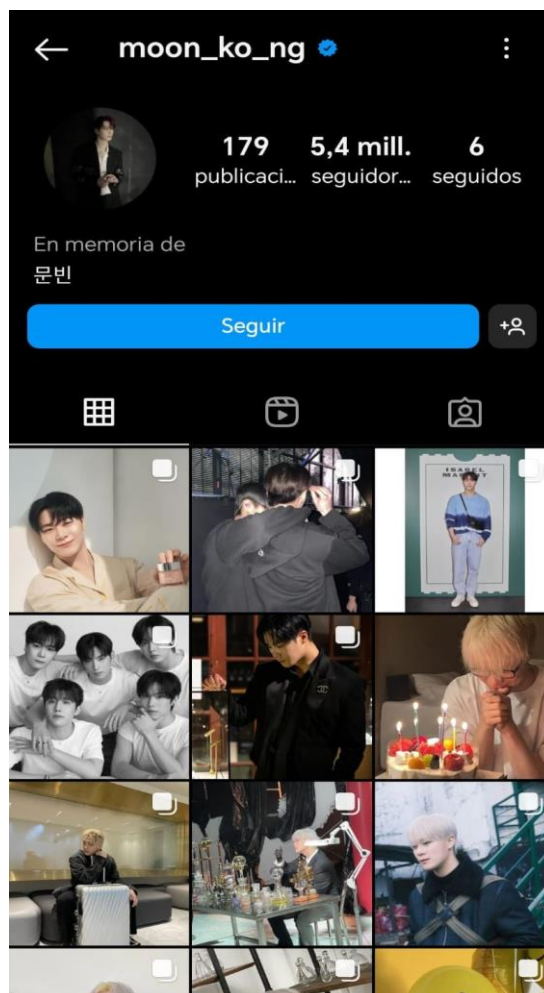 moon_ko_ng
179 5,4 mill. 6
publicaci... seguidor... seguidos
En memoria de
문빈
Seguir
ISABEL
MARANT